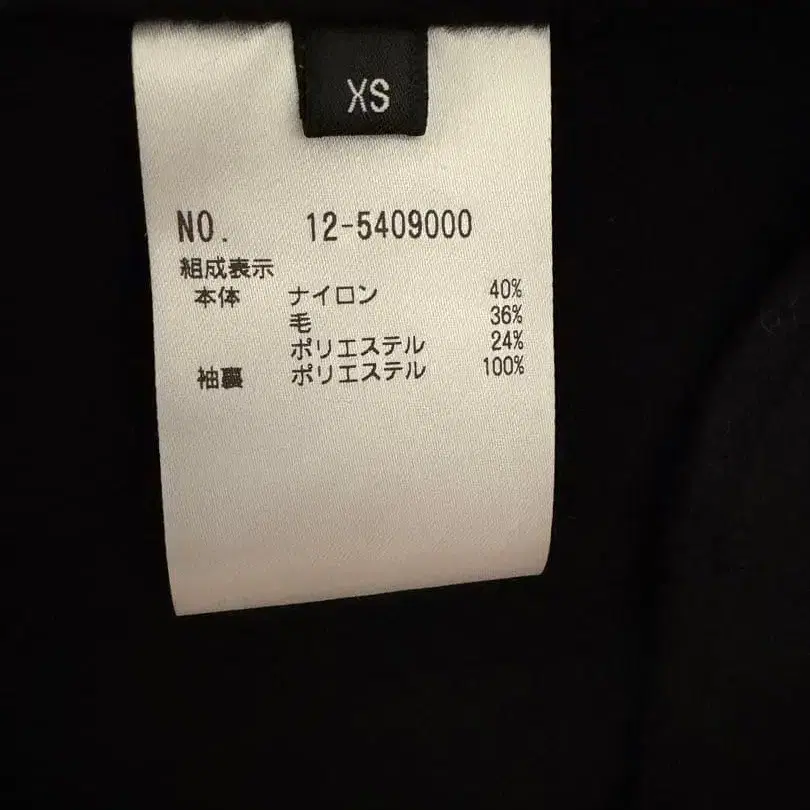 XS
NO. 12-5409000
組成表示
本体 ナイロン 40%
毛 36%
ポリエステル 24%
袖裏 ポリエステル 100%